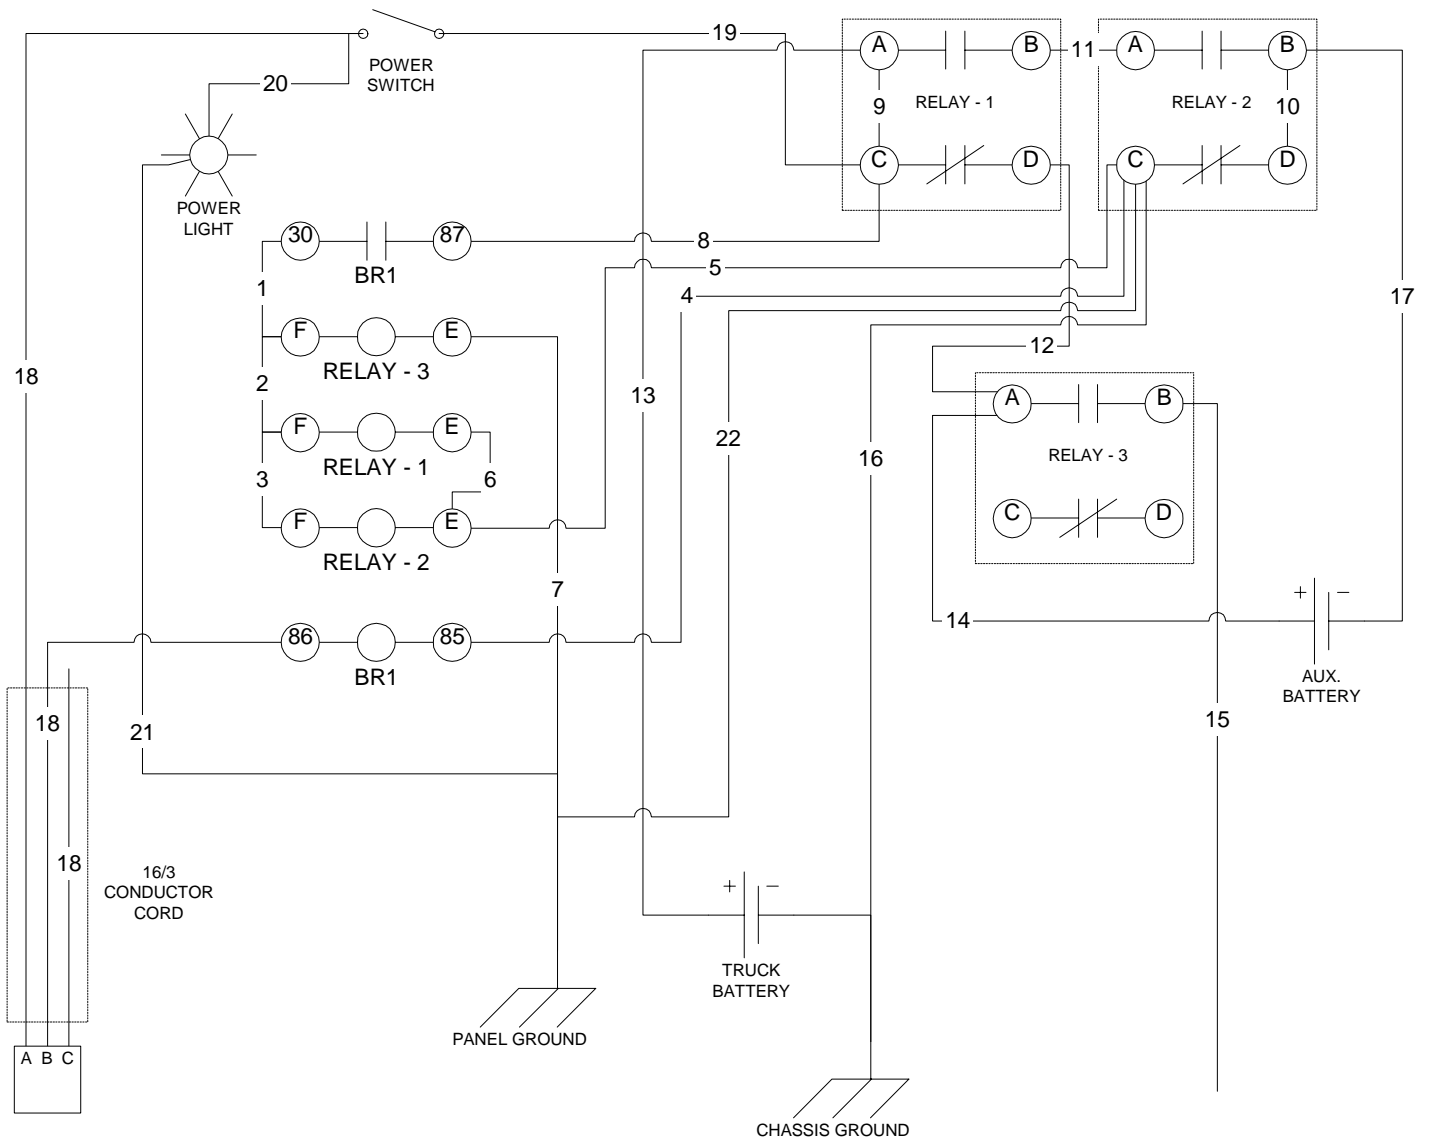 19
POWER
SWITCH
20
POWER
LIGHT
A
B
11
A
B
9
RELAY - 1
RELAY - 2
10
C
D
C
D
30
87
BR1
8
5
4
17
1
F
E
RELAY - 3
12
18
2
13
F
E
RELAY - 1
22
16
3
6
F
E
RELAY - 2
A
B
RELAY - 3
C
D
7
+
−
14
86
85
BR1
AUX.
BATTERY
18
21
15
18
16/3
CONDUCTOR
CORD
+
−
TRUCK
BATTERY
PANEL GROUND
A B C
CHASSIS GROUND